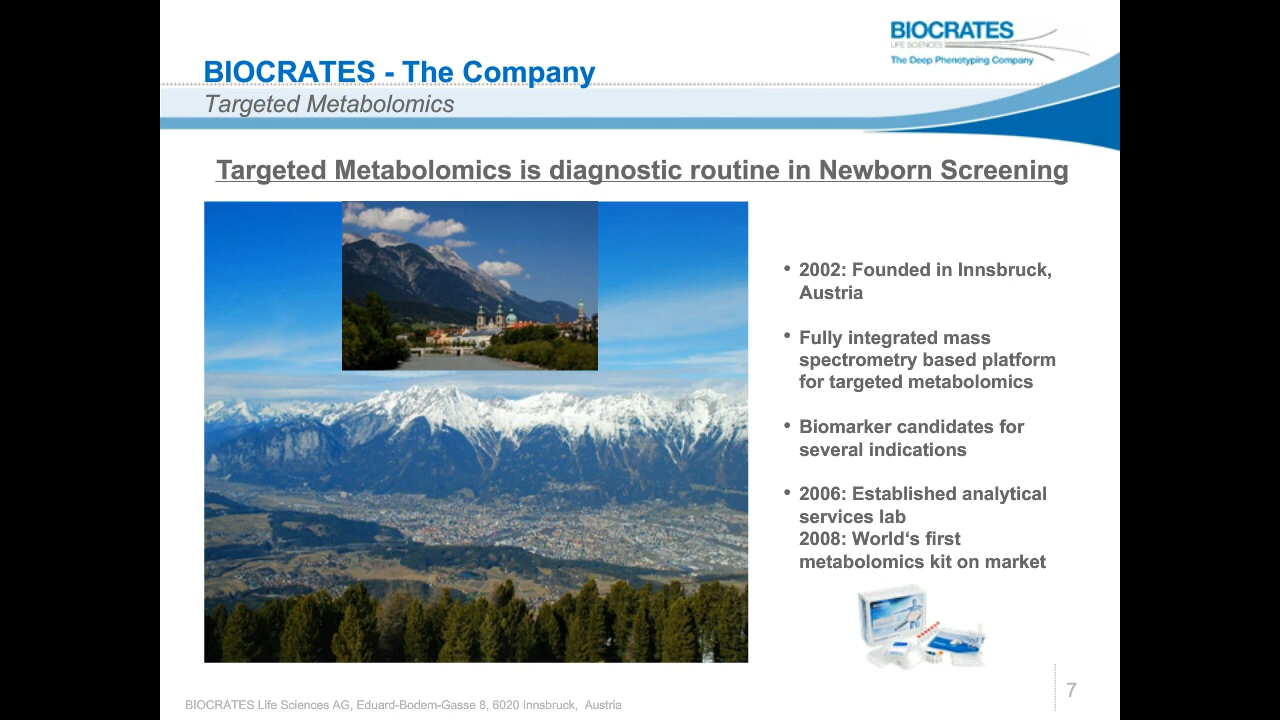 BIOCRATES
LIFE SCIENCES
The Deep Phenotyping Company
BIOCRATES - The Company
Targeted Metabolomics
Targeted Metabolomics is diagnostic routine in Newborn Screening
• 2002: Founded in Innsbruck,
Austria
• Fully integrated mass
spectrometry based platform
for targeted metabolomics
• Biomarker candidates for
several indications
• 2006: Established analytical
services lab
2008: World‘s first
metabolomics kit on market
BIOCRATES Life Sciences AG, Eduard-Bodem-Gasse 8, 6020 Innsbruck, Austria
7